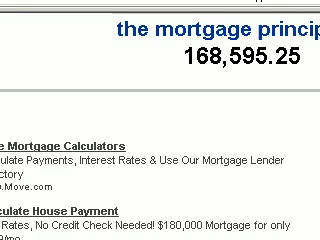 the mortgage princip
168,595.25
e Mortgage Calculators
ulate Payments, Interest Rates & Use Our Mortgage Lender
ctory
.Move.com
culate House Payment
Rates, No Credit Check Needed! $180,000 Mortgage for only